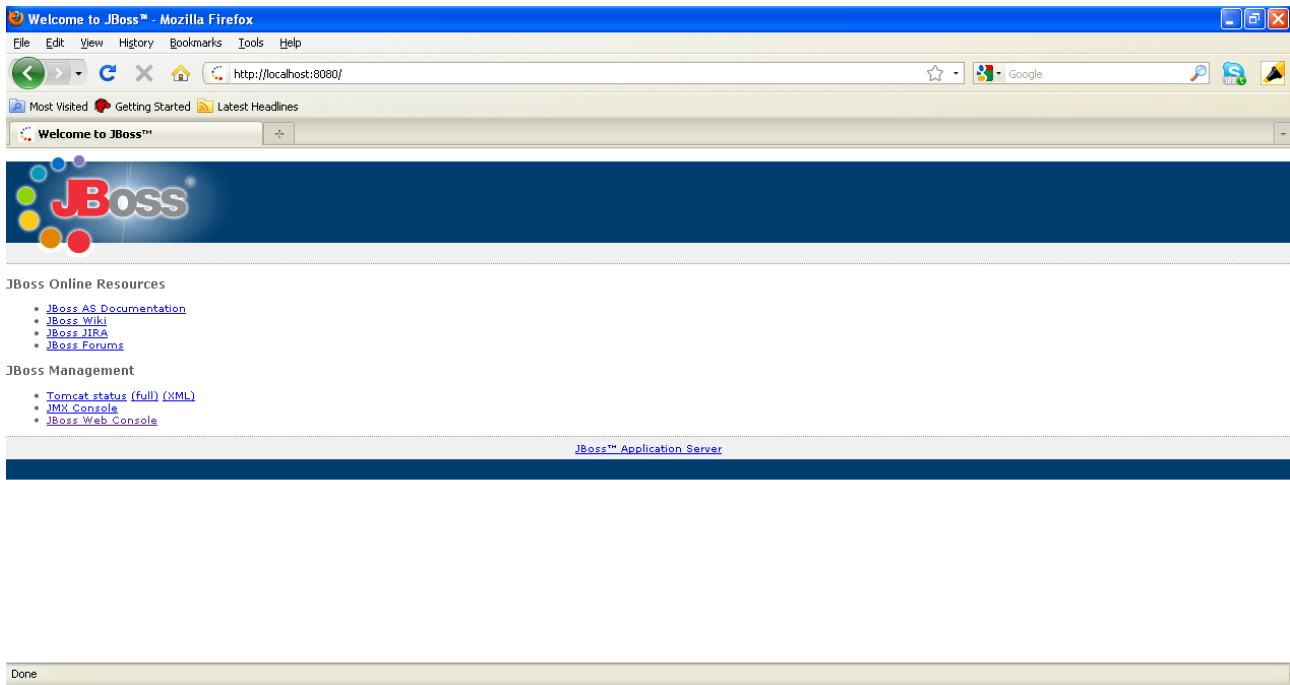 Welcome to JBoss™ - Mozilla Firefox
File Edit View History Bookmarks Tools Help
http://localhost:8080/ Google
Most Visited Getting Started Latest Headlines
Welcome to JBoss™
JBoss®
JBoss Online Resources
JBoss AS Documentation
JBoss Wiki
JBoss JIRA
JBoss Forums
JBoss Management
Tomcat status (full) (XML)
JMX Console
JBoss Web Console
JBoss™ Application Server
Done